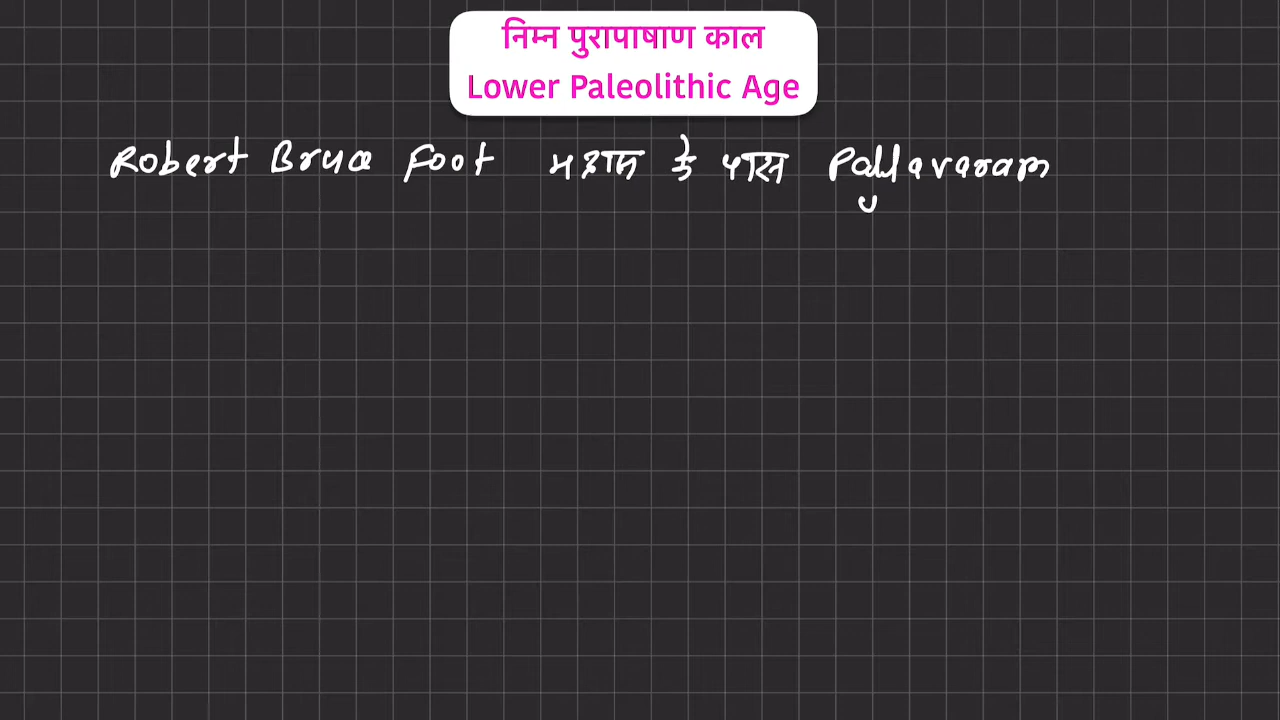 निम्न पुरापाषाण काल
Lower Paleolithic Age
Robert Bruce Foot मद्रास के पास Pallavaram